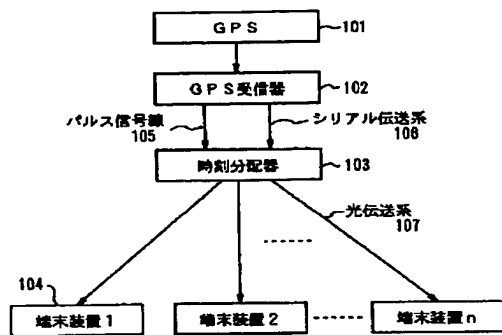 GPS
101
GPS受信器
102
パルス信号線
105
シリアル伝送系
106
時刻分配器
103
光伝送系
107
104
端末装置1
端末装置2
端末装置n